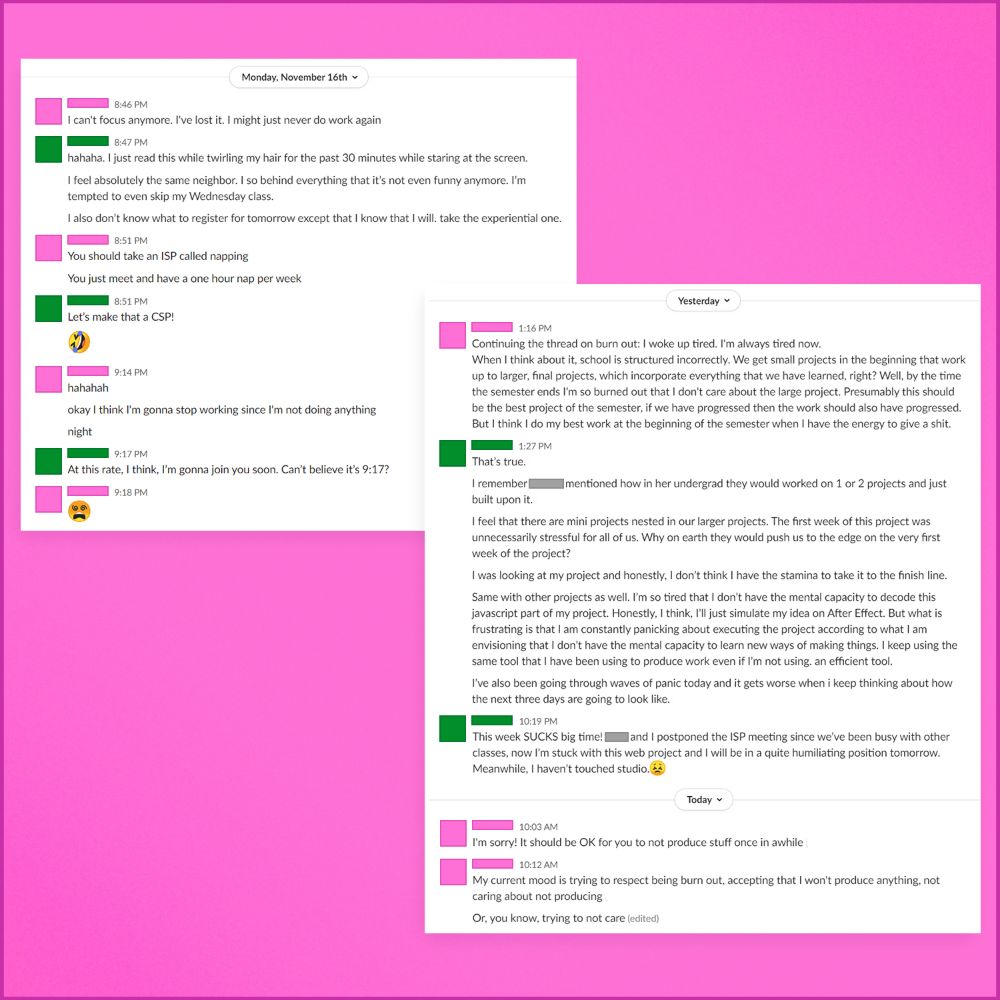 Monday, November 16th
8:46 PM
I can't focus anymore. I've lost it. I might just never do work again
8:47 PM
hahaha. I just read this while twirling my hair for the past 30 minutes while staring at the screen.
I feel absolutely the same neighbor. I so behind everything that it's not even funny anymore. I'm
tempted to even skip my Wednesday class.
I also don't know what to register for tomorrow except that I know that I will. take the experiential one.
8:51 PM
You should take an ISP called napping
You just meet and have a one hour nap per week
8:51 PM
Let's make that a CSP!
9:14 PM
hahahah
okay I think I'm gonna stop working since I'm not doing anything
night
9:17 PM
At this rate, I think, I'm gonna join you soon. Can't believe it's 9:17?
9:18 PM
Yesterday
1:16 PM
Continuing the thread on burn out: I woke up tired. I'm always tired now.
When I think about it, school is structured incorrectly. We get small projects in the beginning that work
up to larger, final projects, which incorporate everything that we have learned, right? Well, by the time
the semester ends I'm so burned out that I don't care about the large project. Presumably this should
be the best project of the semester, if we have progressed then the work should also have progressed.
But I think I do my best work at the beginning of the semester when I have the energy to give a shit.
1:27 PM
That's true.
I remember mentioned how in her undergrad they would worked on 1 or 2 projects and just
built upon it.
I feel that there are mini projects nested in our larger projects. The first week of this project was
unnecessarily stressful for all of us. Why on earth they would push us to the edge on the very first
week of the project?
I was looking at my project and honestly, I don't think I have the stamina to take it to the finish line.
Same with other projects as well. I'm so tired that I don't have the mental capacity to decode this
javascript part of my project. Honestly, I think, I'll just simulate my idea on After Effect. But what is
frustrating is that I am constantly panicking about executing the project according to what I am
envisioning that I don't have the mental capacity to learn new ways of making things. I keep using the
same tool that I have been using to produce work even if I'm not using. an efficient tool.
I've also been going through waves of panic today and it gets worse when i keep thinking about how
the next three days are going to look like.
10:19 PM
This week SUCKS big time! and I postponed the ISP meeting since we've been busy with other
classes, now I'm stuck with this web project and I will be in a quite humiliating position tomorrow.
Meanwhile, I haven't touched studio.
Today
10:03 AM
I'm sorry! It should be OK for you to not produce stuff once in awhile
10:12 AM
My current mood is trying to respect being burn out, accepting that I won't produce anything, not
caring about not producing
Or, you know, trying to not care (edited)